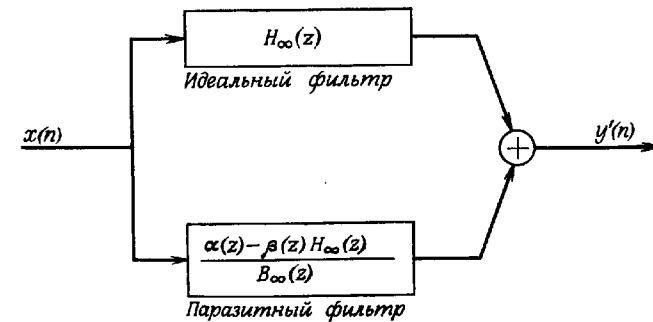 H∞(z)
Идеальный фильтр
x(n)
+
y'(n)
α(z)−β(z) H∞(z)
B∞(z)
Паразитный фильтр